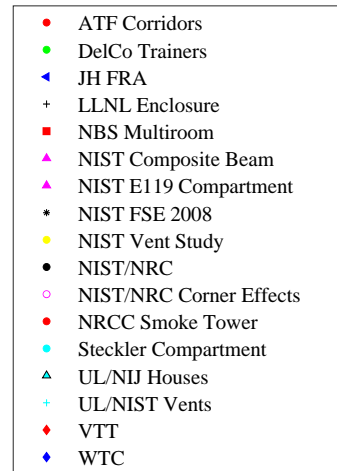 ATF Corridors
DelCo Trainers
JH FRA
LLNL Enclosure
NBS Multiroom
NIST Composite Beam
NIST E119 Compartment
NIST FSE 2008
NIST Vent Study
NIST/NRC
NIST/NRC Corner Effects
NRCC Smoke Tower
Steckler Compartment
UL/NIJ Houses
UL/NIST Vents
VTT
WTC